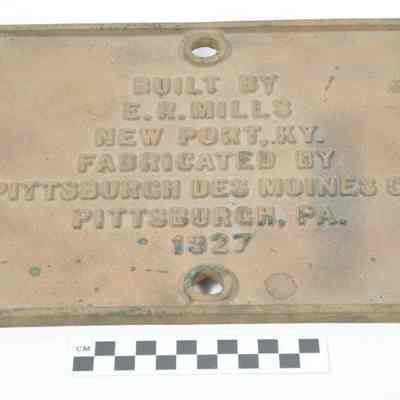 BUILT BY
E. R. MILLS
NEW PORT, KY.
FABRICATED BY
PITTSBURGH DES MOINES
PITTSBURGH, PA.
1927
CM